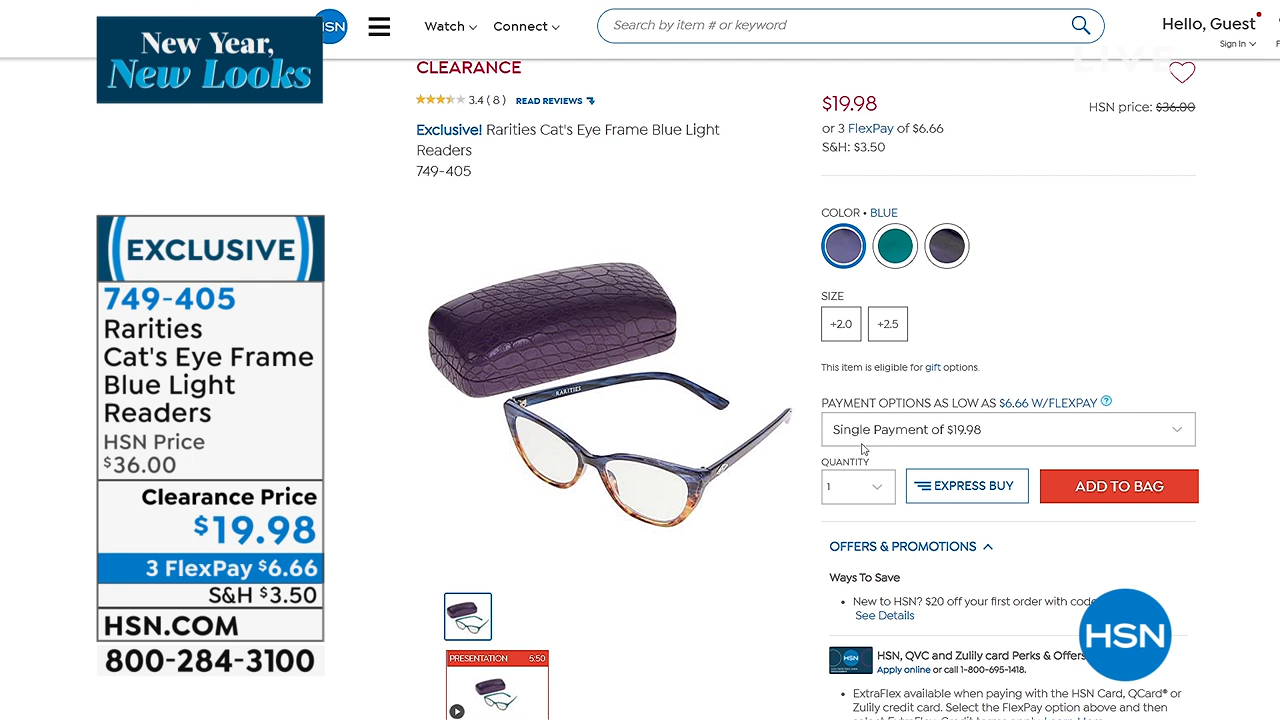 New Year,
New Looks
HSN
Watch
Connect
Search by item # or keyword
Hello, Guest
Sign In
F
LIVE
CLEARANCE
3.4 ( 8 ) READ REVIEWS
Exclusive! Rarities Cat's Eye Frame Blue Light
Readers
749-405
$19.98
HSN price: $36.00
or 3 FlexPay of $6.66
S&H: $3.50
COLOR • BLUE
SIZE
+2.0
+2.5
This item is eligible for gift options.
PAYMENT OPTIONS AS LOW AS $6.66 W/FLEXPAY ?
Single Payment of $19.98
QUANTITY
1
EXPRESS BUY
ADD TO BAG
OFFERS & PROMOTIONS
Ways To Save
• New to HSN? $20 off your first order with code
See Details
HSN
HSN, QVC and Zulily card Perks & Offers
Apply online or call 1-800-695-1418.
• ExtraFlex available when paying with the HSN Card, QCard® or
Zulily credit card. Select the FlexPay option above and then
HSN
RARITIES
PRESENTATION 5:50
EXCLUSIVE
749-405
Rarities
Cat's Eye Frame
Blue Light
Readers
HSN Price
$36.00
Clearance Price
$19.98
3 FlexPay $6.66
S&H $3.50
HSN.COM
800-284-3100